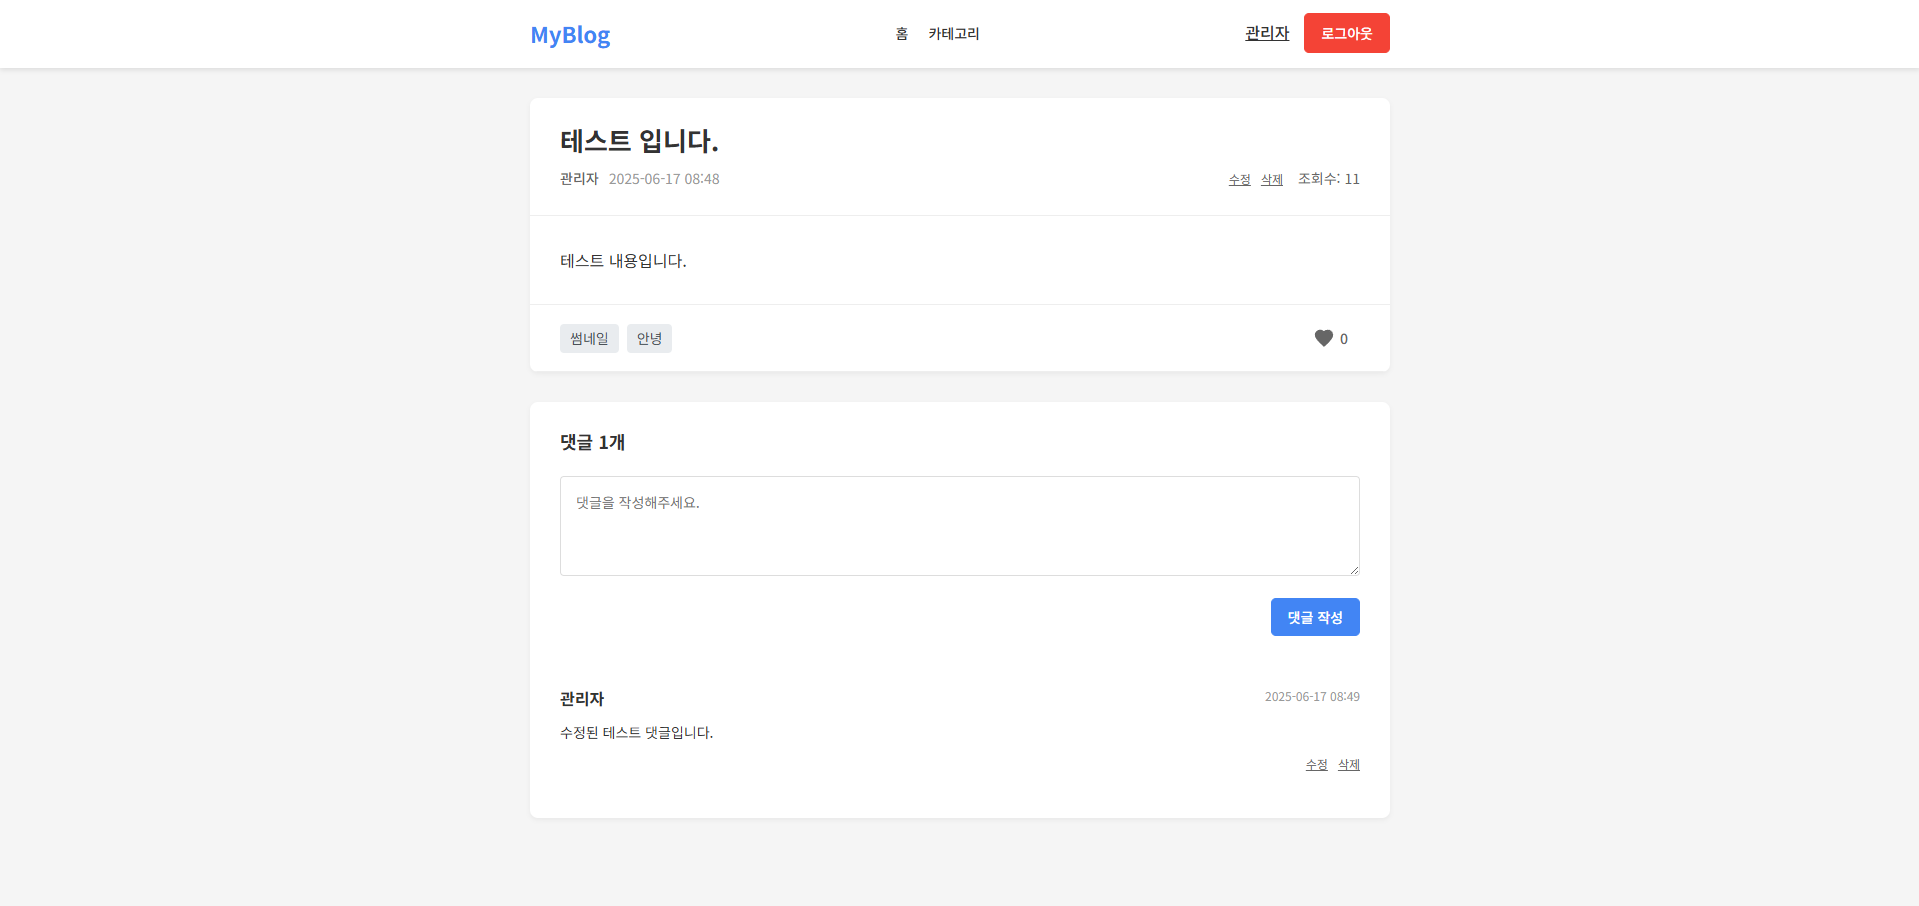 MyBlog 홈 카테고리 관리자 로그아웃
테스트 입니다.
관리자 2025-06-17 08:48 수정 삭제 조회수: 11
테스트 내용입니다.
썸네일 안녕 0
댓글 1개
댓글을 작성해주세요.
댓글 작성
관리자 2025-06-17 08:49
수정된 테스트 댓글입니다.
수정 삭제